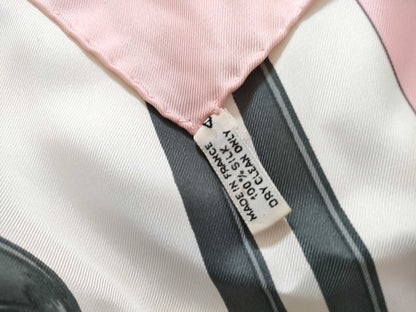 A
MADE IN FRANCE
100% SILK
DRY CLEAN ONLY